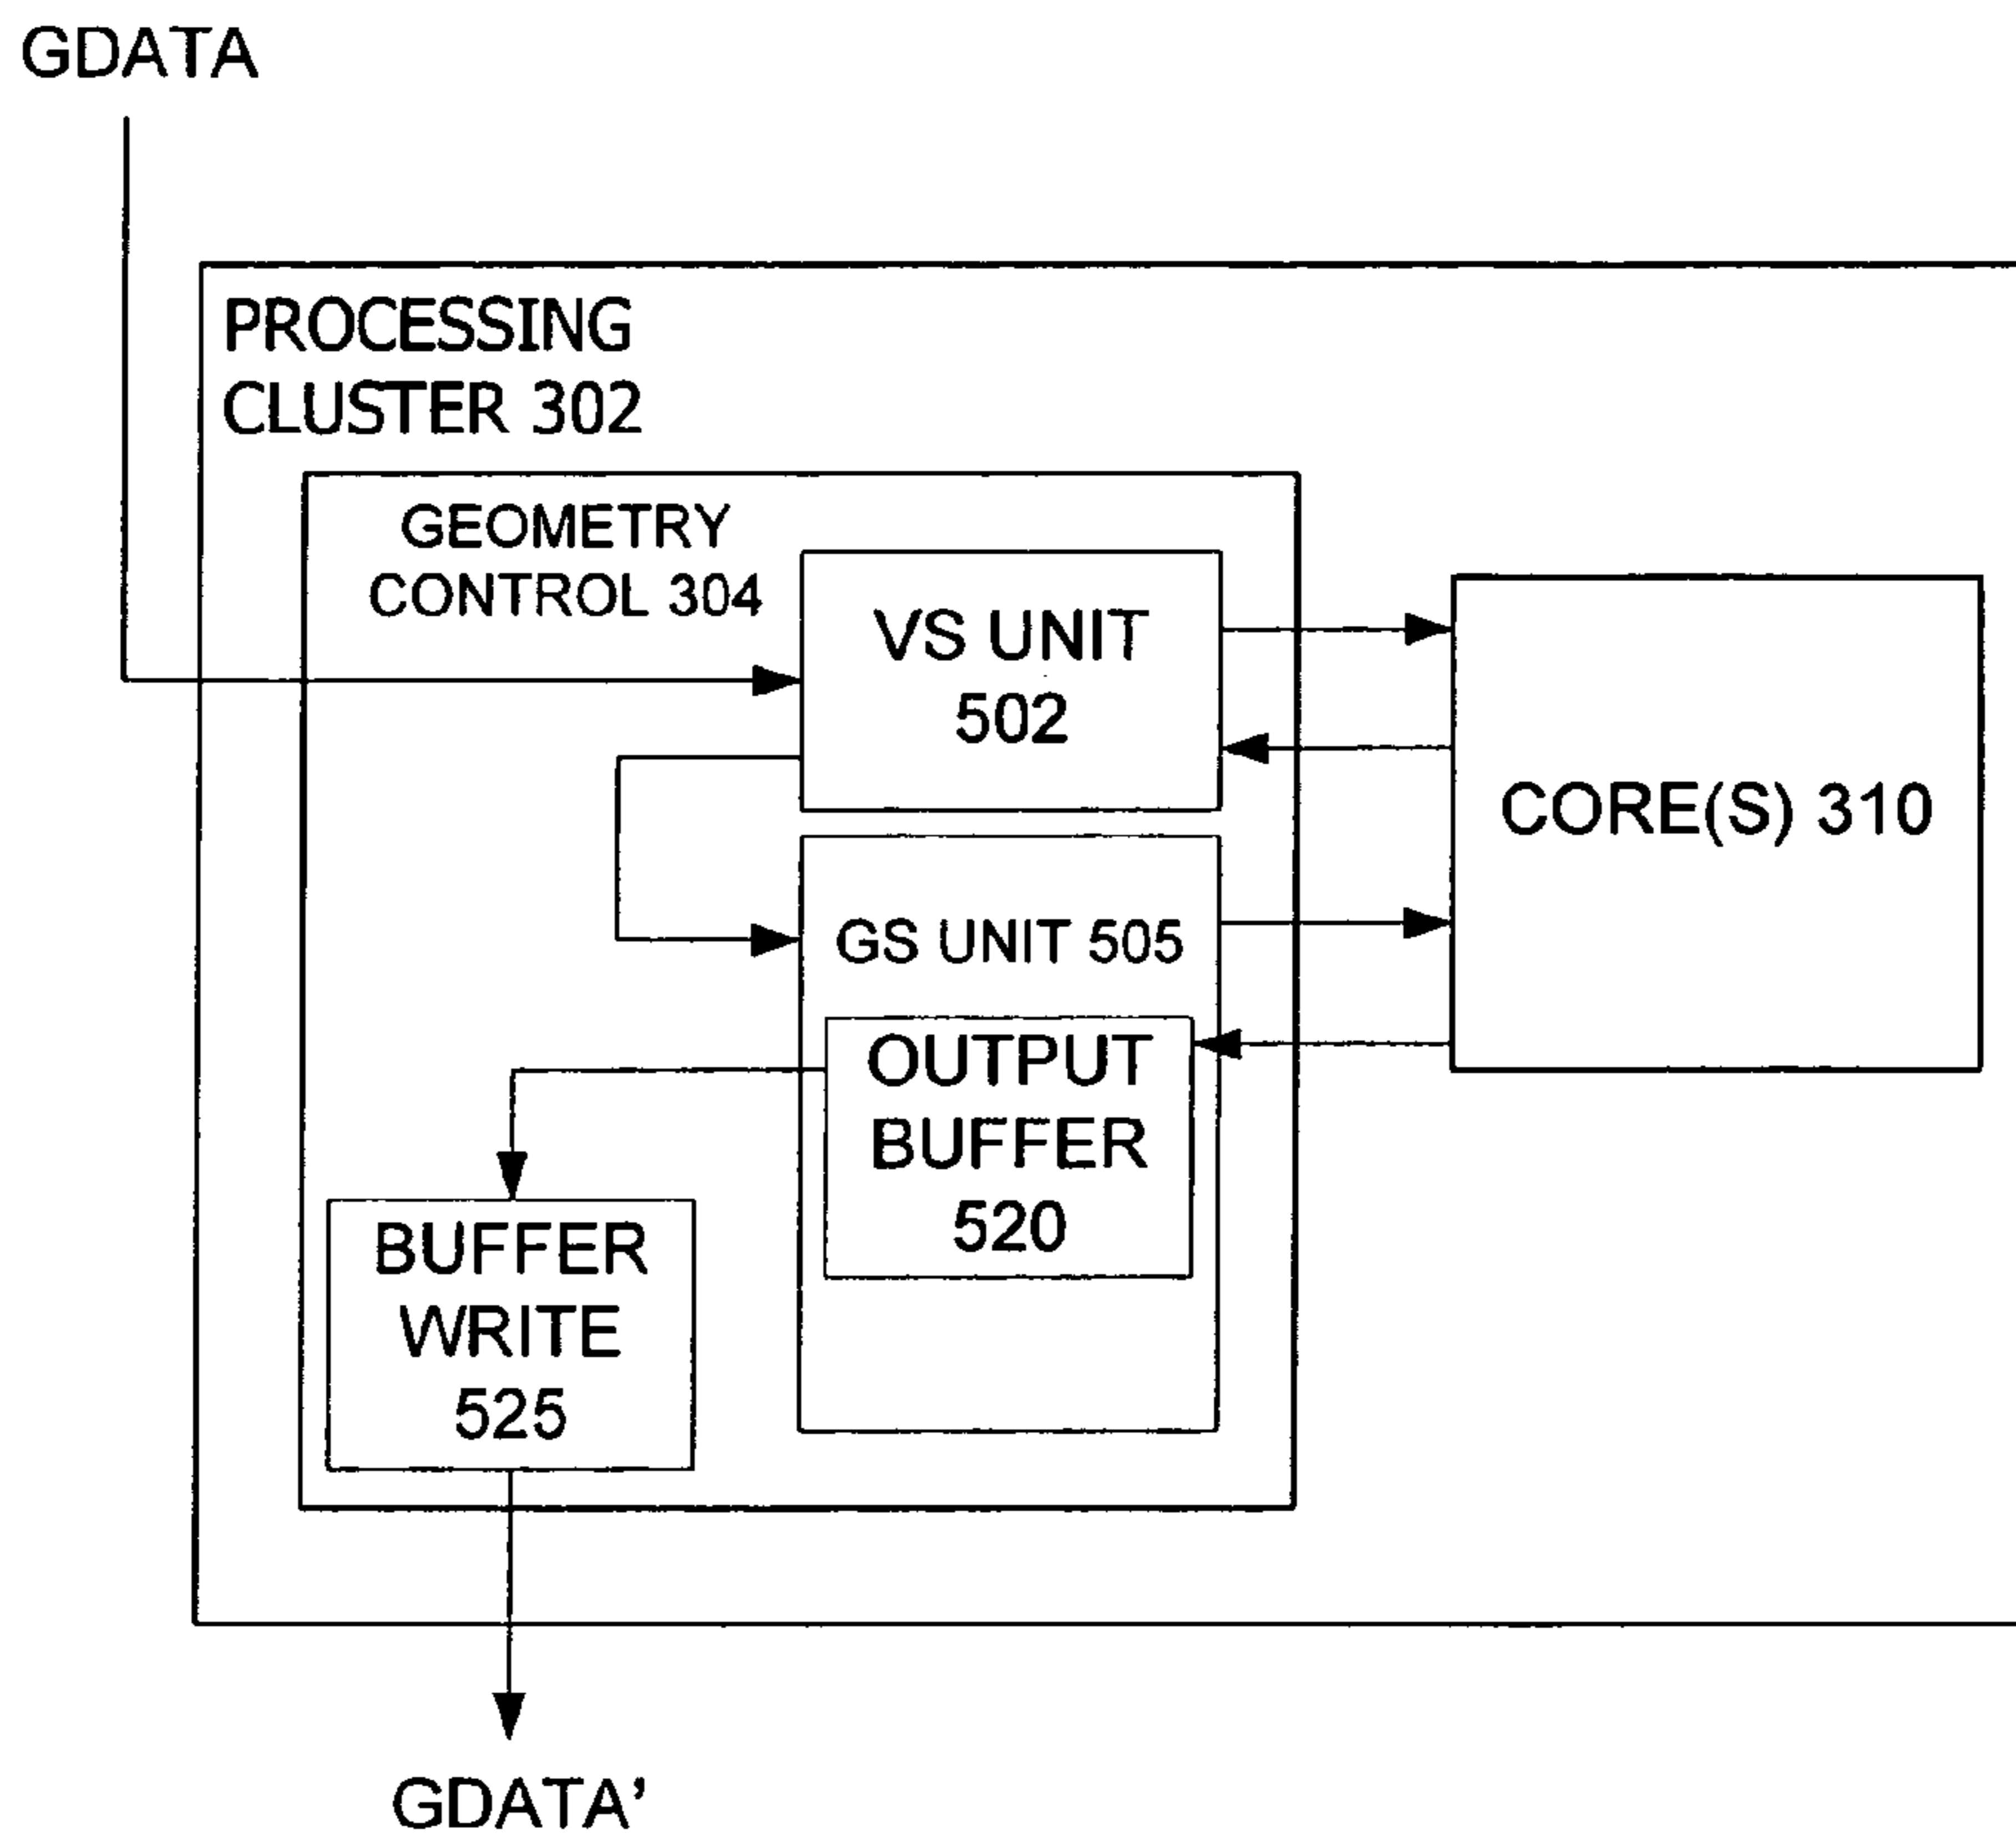 GDATA
PROCESSING
CLUSTER 302
GEOMETRY
CONTROL 304
VS UNIT
502
CORE(S) 310
GS UNIT 505
OUTPUT
BUFFER
520
BUFFER
WRITE
525
GDATA’